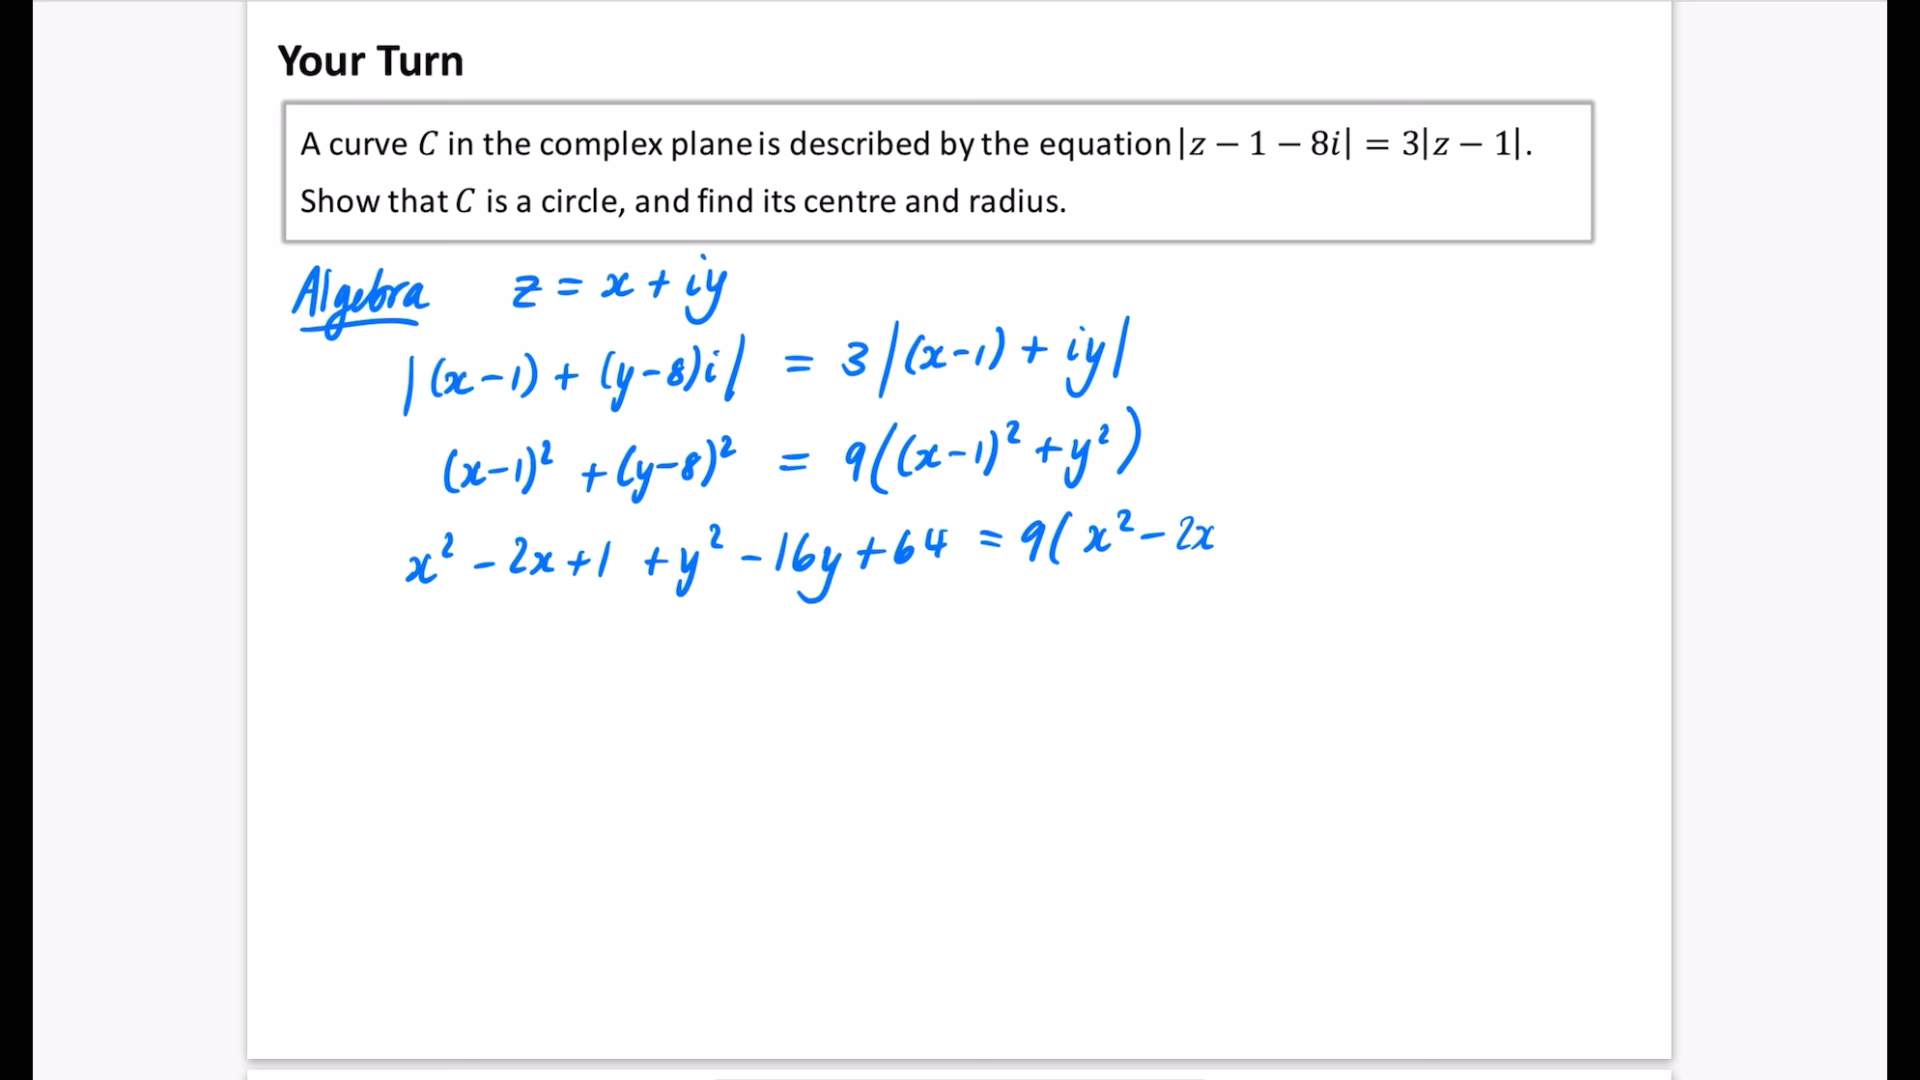 Your Turn
A curve C in the complex plane is described by the equation |z − 1 − 8i| = 3|z − 1|.
Show that C is a circle, and find its centre and radius.
Algebra z = x + iy
|(x-1) + (y-8)i| = 3|(x-1) + iy|
(x-1)² + (y-8)² = 9((x-1)² + y²)
x² - 2x + 1 + y² - 16y + 64 = 9(x² - 2x